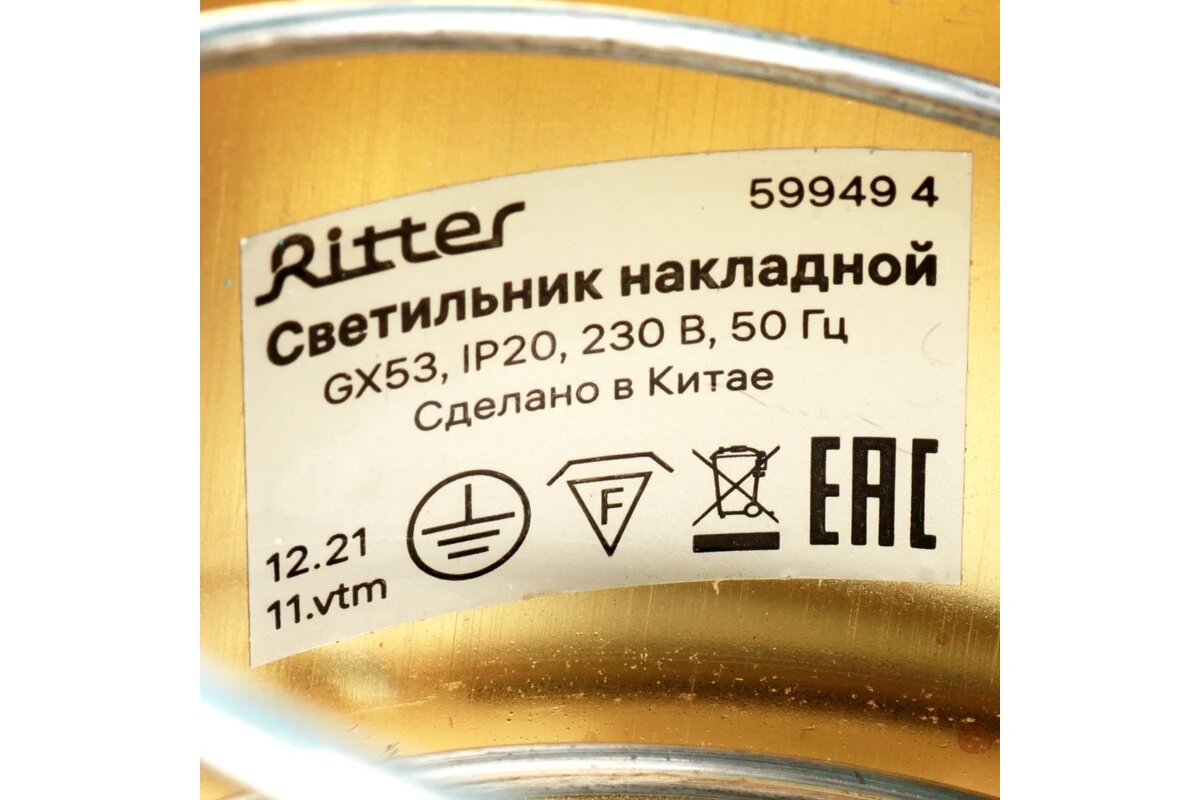 Ritter
59949 4
Светильник накладной
GX53, IP20, 230 В, 50 Гц
Сделано в Китае
F
EAC
12.21
11.vtm